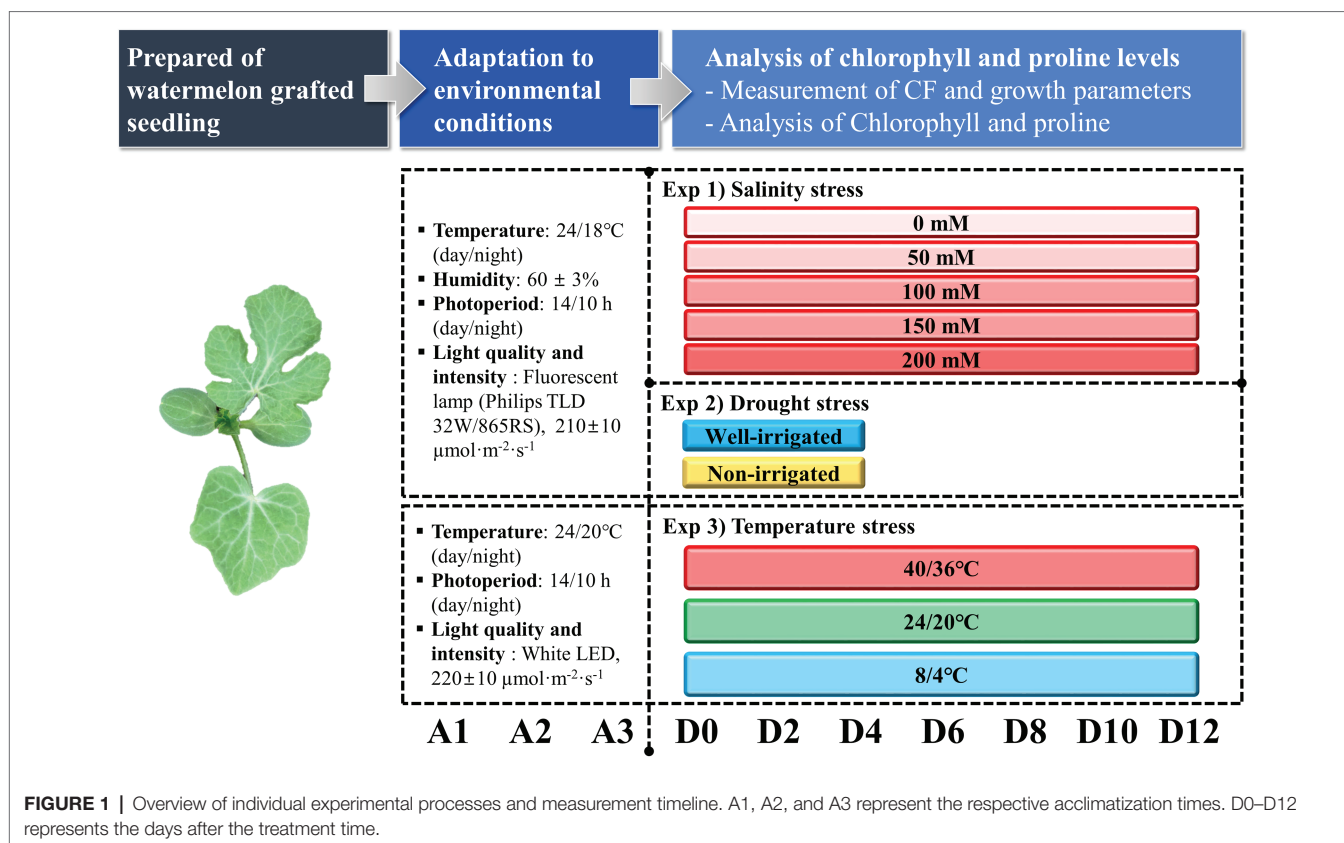 Prepared of
watermelon grafted
seedling
Adaptation to
environmental
conditions
Analysis of chlorophyll and proline levels
- Measurement of CF and growth parameters
- Analysis of Chlorophyll and proline
▪ Temperature: 24/18℃
(day/night)
▪ Humidity: 60 ± 3%
▪ Photoperiod: 14/10 h
(day/night)
▪ Light quality and
intensity : Fluorescent
lamp (Philips TLD
32W/865RS), 210±10
μmol·m⁻²·s⁻¹
Exp 1) Salinity stress
0 mM
50 mM
100 mM
150 mM
200 mM
Exp 2) Drought stress
Well-irrigated
Non-irrigated
▪ Temperature: 24/20℃
(day/night)
▪ Photoperiod: 14/10 h
(day/night)
▪ Light quality and
intensity : White LED,
220±10 μmol·m⁻²·s⁻¹
Exp 3) Temperature stress
40/36℃
24/20℃
8/4℃
A1 A2 A3 D0 D2 D4 D6 D8 D10 D12
FIGURE 1 | Overview of individual experimental processes and measurement timeline. A1, A2, and A3 represent the respective acclimatization times. D0–D12
represents the days after the treatment time.